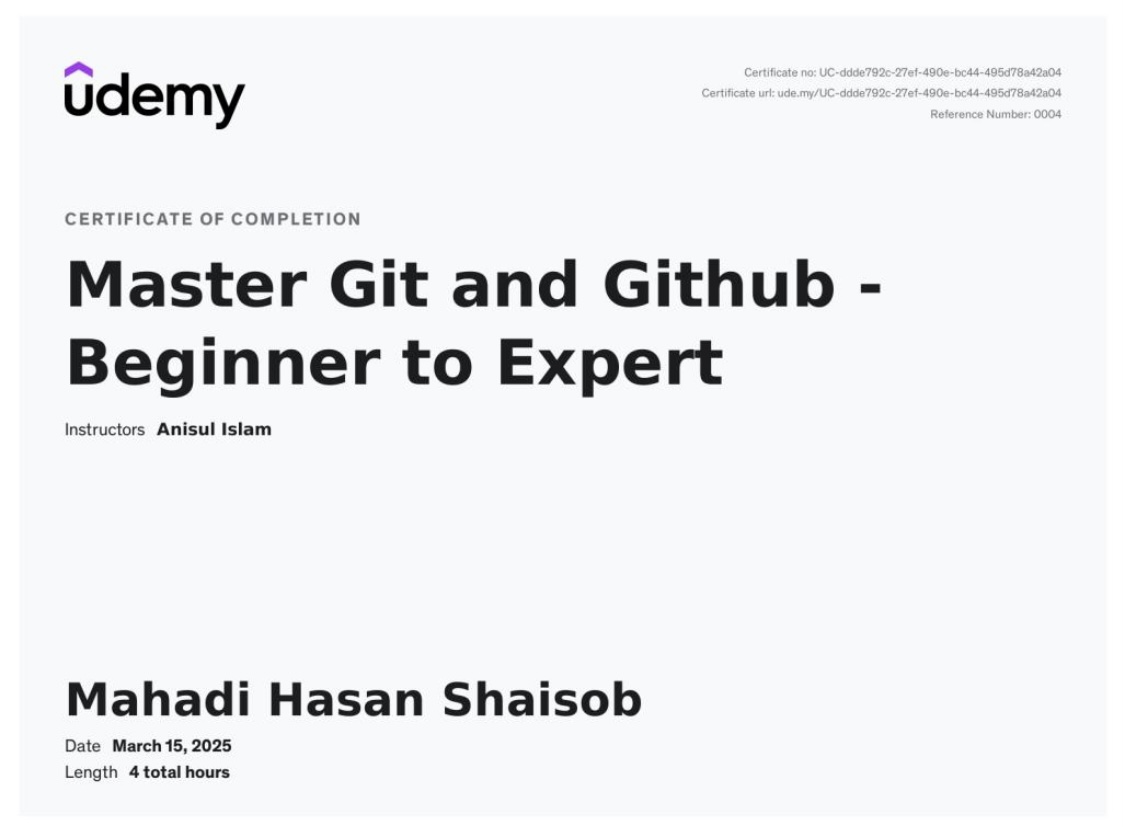 udemy
Certificate no: UC-ddde792c-27ef-490e-bc44-495d78a42a04
Certificate url: ude.my/UC-ddde792c-27ef-490e-bc44-495d78a42a04
Reference Number: 0004
CERTIFICATE OF COMPLETION
Master Git and Github -
Beginner to Expert
Instructors Anisul Islam
Mahadi Hasan Shaisob
Date March 15, 2025
Length 4 total hours